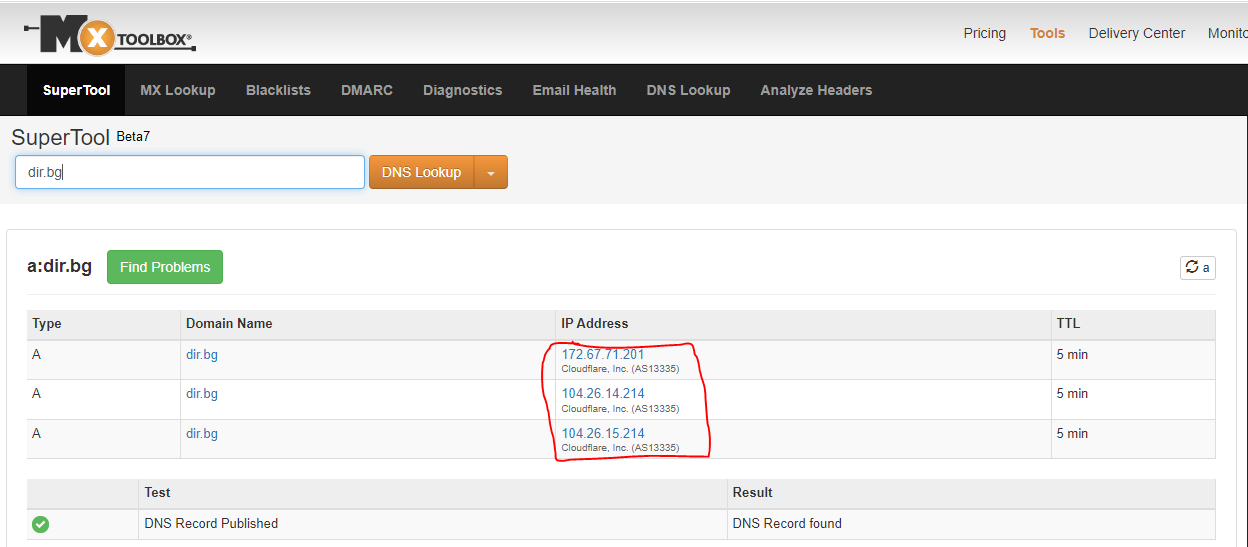 MX TOOLBOX®
Pricing Tools Delivery Center Monito
SuperTool MX Lookup Blacklists DMARC Diagnostics Email Health DNS Lookup Analyze Headers
SuperTool Beta7
dir.bg DNS Lookup
a:dir.bg Find Problems a
Type Domain Name IP Address TTL
A dir.bg 172.67.71.201 5 min
Cloudflare, Inc. (AS13335)
A dir.bg 104.26.14.214 5 min
Cloudflare, Inc. (AS13335)
A dir.bg 104.26.15.214 5 min
Cloudflare, Inc. (AS13335)
Test Result
DNS Record Published DNS Record found